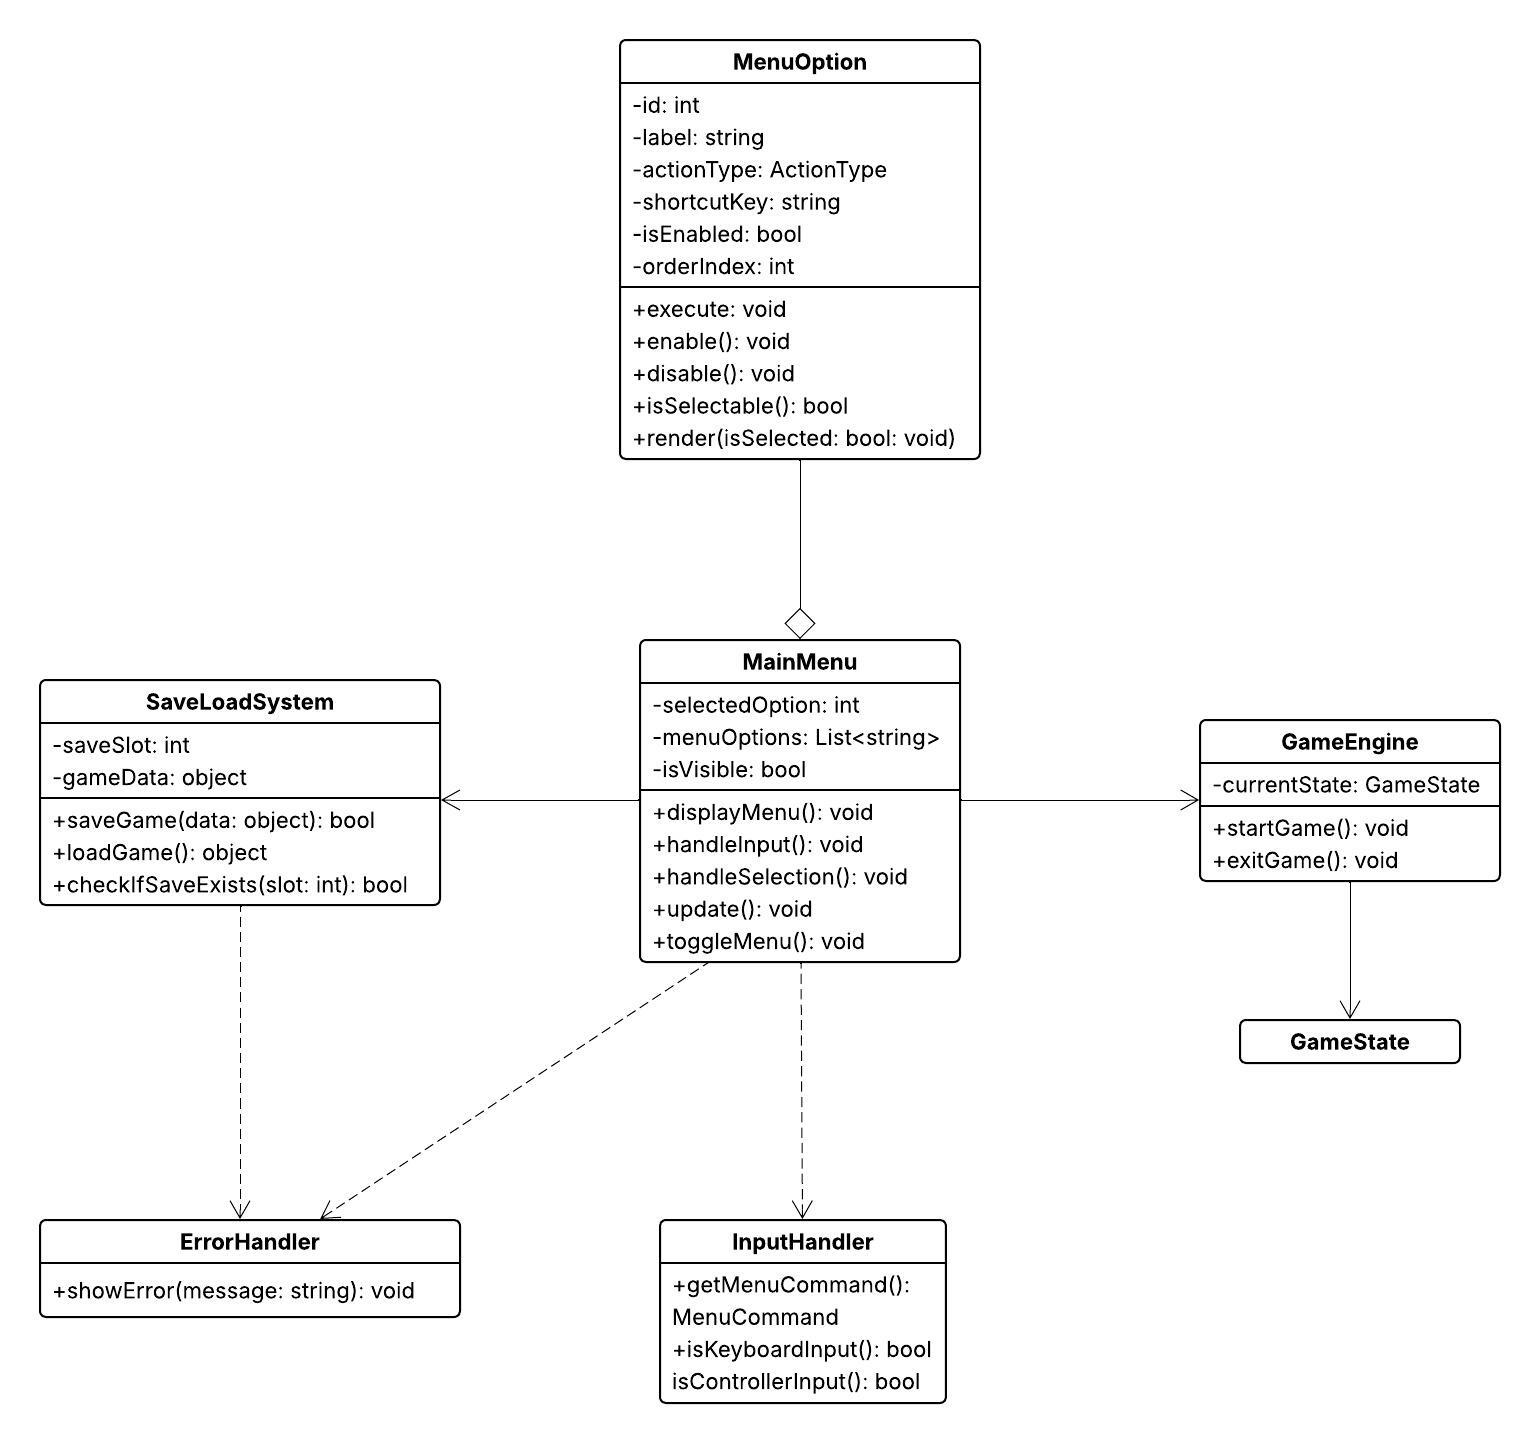 MenuOption
-id: int
-label: string
-actionType: ActionType
-shortcutKey: string
-isEnabled: bool
-orderIndex: int
+execute: void
+enable(): void
+disable(): void
+isSelectable(): bool
+render(isSelected: bool: void)
MainMenu
-selectedOption: int
-menuOptions: List<string>
-isVisible: bool
+displayMenu(): void
+handleInput(): void
+handleSelection(): void
+update(): void
+toggleMenu(): void
SaveLoadSystem
-saveSlot: int
-gameData: object
+saveGame(data: object): bool
+loadGame(): object
+checkIfSaveExists(slot: int): bool
GameEngine
-currentState: GameState
+startGame(): void
+exitGame(): void
GameState
ErrorHandler
+showError(message: string): void
InputHandler
+getMenuCommand():
MenuCommand
+isKeyboardInput(): bool
isControllerInput(): bool